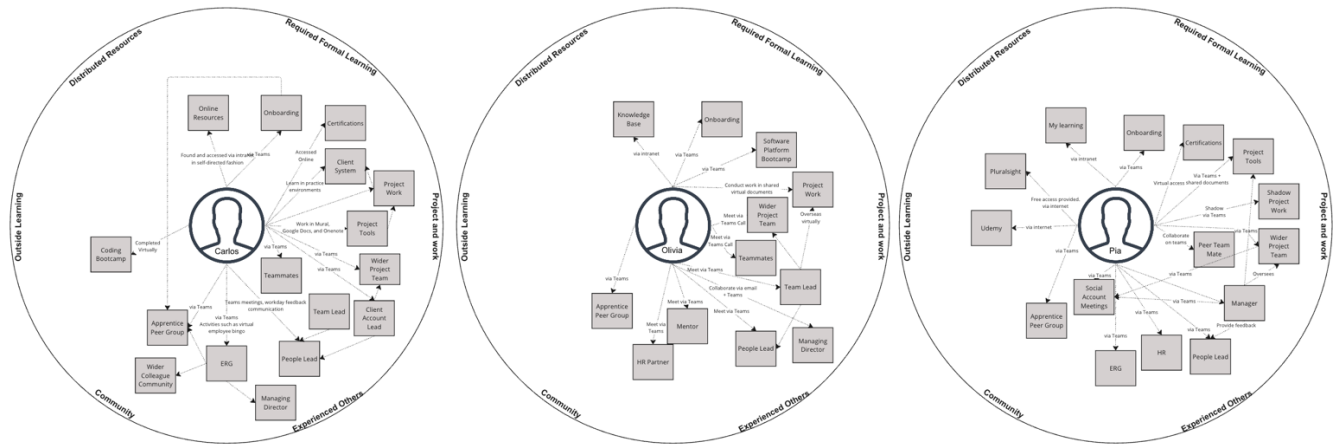 Distributed Resources
Required Formal Learning
Outside Learning
Project and work
Community
Experienced Others
Online
Resources
Onboarding
Certifications
Found and accessed via intranet
in self-directed fashion
via Teams
Accessed
Online
Client
System
Learn in practice
environments
Project
Work
Work in Mural,
Google Docs, and Onenote
Project
Tools
Carlos
Completed
Virtually
Coding
Bootcamp
via Teams
Teammates
via Teams
via Teams
Wider
Project
Team
Teams meetings, workday feedback
communication
Team Lead
Client
Account
Lead
via Teams
Apprentice
Peer Group
via Teams
Activities such as virtual
employee bingo
People Lead
Wider
Colleague
Community
ERG
Managing
Director
Distributed Resources
Required Formal Learning
Outside Learning
Project and work
Community
Experienced Others
Knowledge
Base
Onboarding
via intranet
via Teams
Software
Platform
Bootcamp
via Teams
Conduct work in shared
virtual documents
Project
Work
Overseas
virtually
Wider
Project
Team
Meet via
Teams Call
Meet via
Teams Call
Olivia
Teammates
Meet via Teams
Team Lead
via Teams
Apprentice
Peer Group
Collaborate via email
+ Teams
Meet via Teams
Meet via Teams
Mentor
Meet via
Teams
HR Partner
People Lead
Managing
Director
Distributed Resources
Required Formal Learning
Outside Learning
Project and work
Community
Experienced Others
My learning
Onboarding
Certifications
Project
Tools
via intranet
via Teams
Pluralsight
Virtual access
Via Teams +
shared documents
Free access provided,
via internet
Shadow
Project
Work
Shadow
via Teams
Udemy
via internet
Pia
Collaborate
on teams
Peer Team
Mate
via Teams
Wider
Project
Team
Overseas
via Teams
via Teams
Social
Account
Meetings
via Teams
Manager
via Teams
Apprentice
Peer Group
via Teams
via Teams
Provide feedback
via Teams
ERG
HR
People Lead